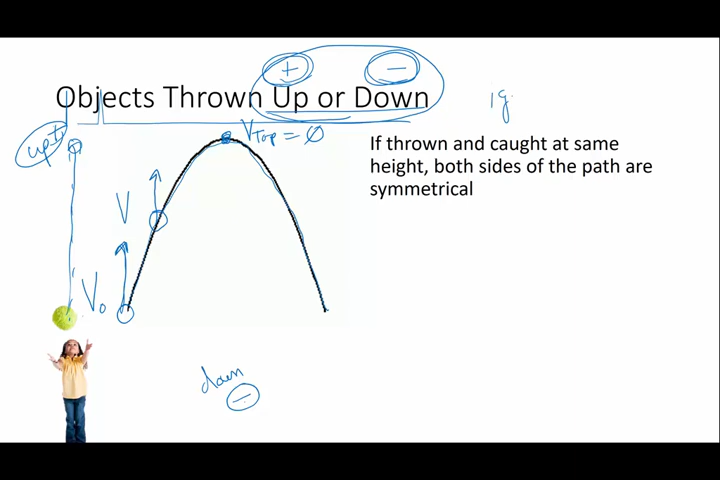 + −
Objects Thrown Up or Down
up+
V Top = 0
If thrown and caught at same
height, both sides of the path are
symmetrical
V
V₀
down
−